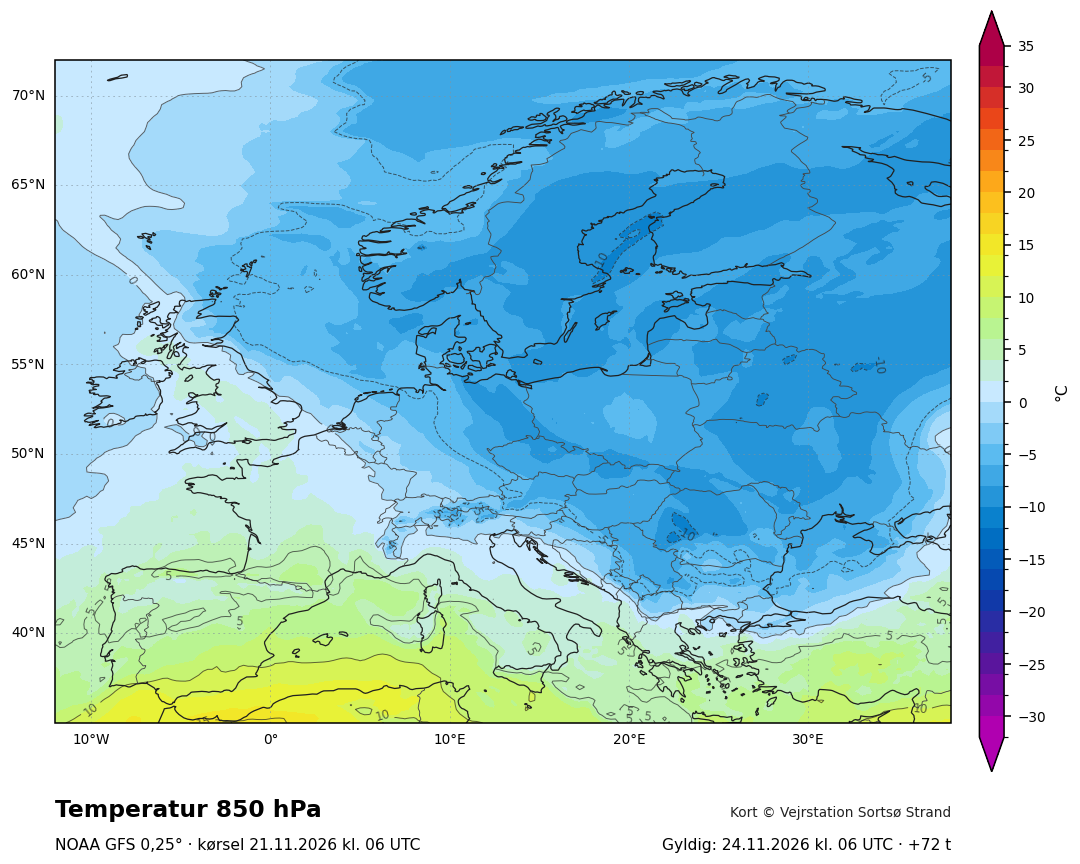 70°N
65°N
60°N
55°N
50°N
45°N
40°N
10°W 0° 10°E 20°E 30°E
35
30
25
20
15
10
5
0
−5
−10
−15
−20
−25
−30
°C
Temperatur 850 hPa
Kort © Vejrstation Sortsø Strand
NOAA GFS 0,25° · kørsel 21.11.2026 kl. 06 UTC
Gyldig: 24.11.2026 kl. 06 UTC · +72 t